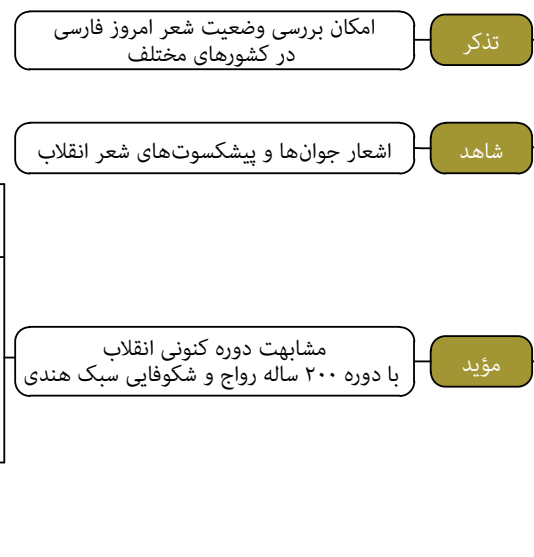 تذکر
امکان بررسی وضعیت شعر امروز فارسی
در کشورهای مختلف
شاهد
اشعار جوان‌ها و پیشکسوت‌های شعر انقلاب
مؤید
مشابهت دوره کنونی انقلاب
با دوره ۲۰۰ ساله رواج و شکوفایی سبک هندی